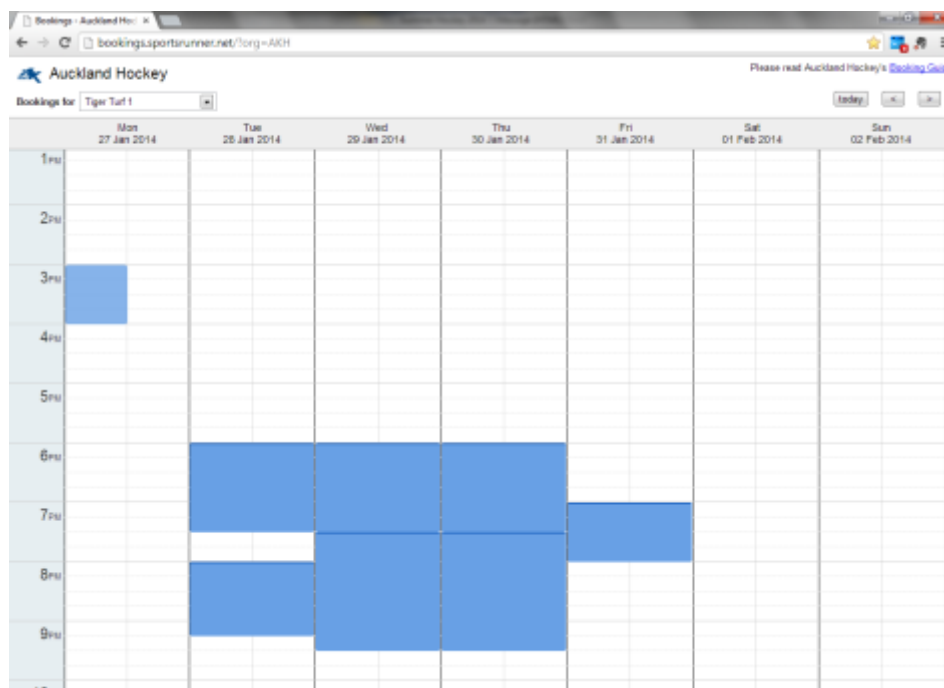 Bookings - Auckland Hoc
bookings.sportsrunner.net/?org=AKH
Auckland Hockey
Please read Auckland Hockey's Booking Guid
Bookings for Tiger Turf 1
today < >
Mon Tue Wed Thu Fri Sat Sun
27 Jan 2014 28 Jan 2014 29 Jan 2014 30 Jan 2014 31 Jan 2014 01 Feb 2014 02 Feb 2014
1PM
2PM
3PM
4PM
5PM
6PM
7PM
8PM
9PM